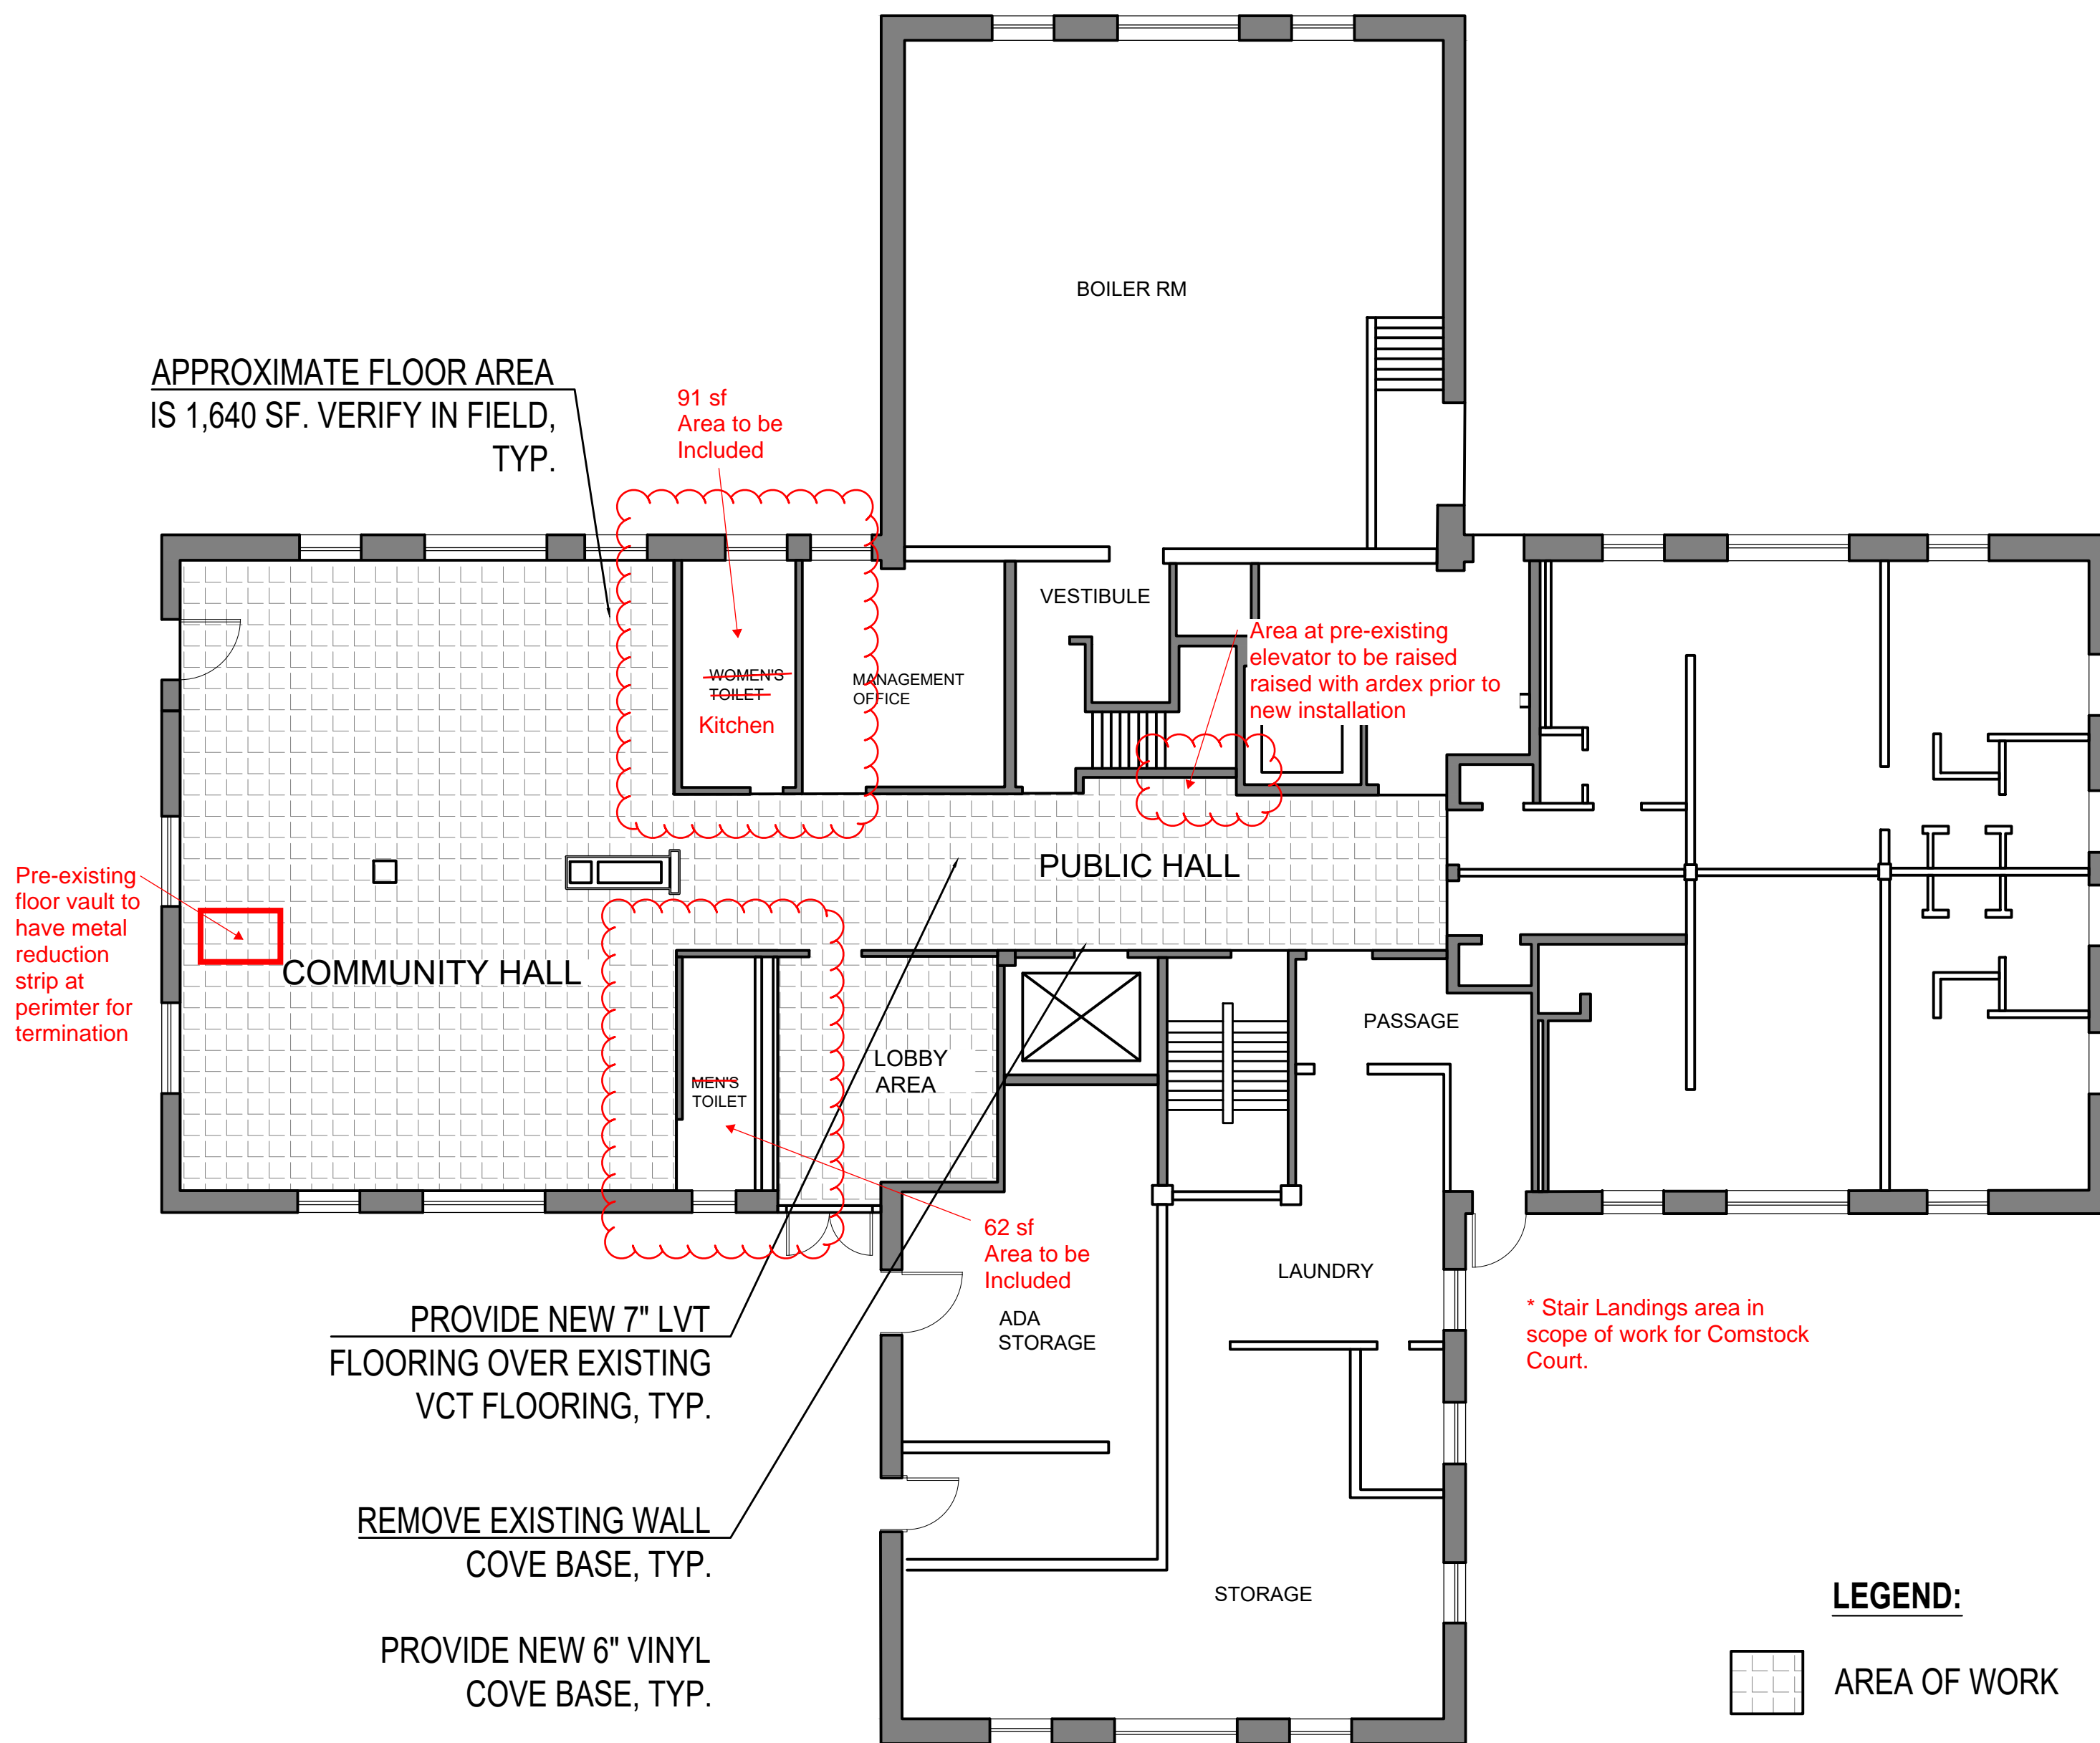 BOILER RM
APPROXIMATE FLOOR AREA
IS 1,640 SF. VERIFY IN FIELD,
TYP.
91 sf
Area to be
Included
VESTIBULE
Area at pre-existing
elevator to be raised
raised with ardex prior to
new installation
WOMEN'S
TOILET
Kitchen
MANAGEMENT
OFFICE
PUBLIC HALL
Pre-existing
floor vault to
have metal
reduction
strip at
perimter for
termination
COMMUNITY HALL
PASSAGE
LOBBY
AREA
MEN'S
TOILET
62 sf
Area to be
Included
LAUNDRY
ADA
STORAGE
* Stair Landings area in
scope of work for Comstock
Court.
PROVIDE NEW 7" LVT
FLOORING OVER EXISTING
VCT FLOORING, TYP.
REMOVE EXISTING WALL
COVE BASE, TYP.
PROVIDE NEW 6" VINYL
COVE BASE, TYP.
STORAGE
LEGEND:
AREA OF WORK